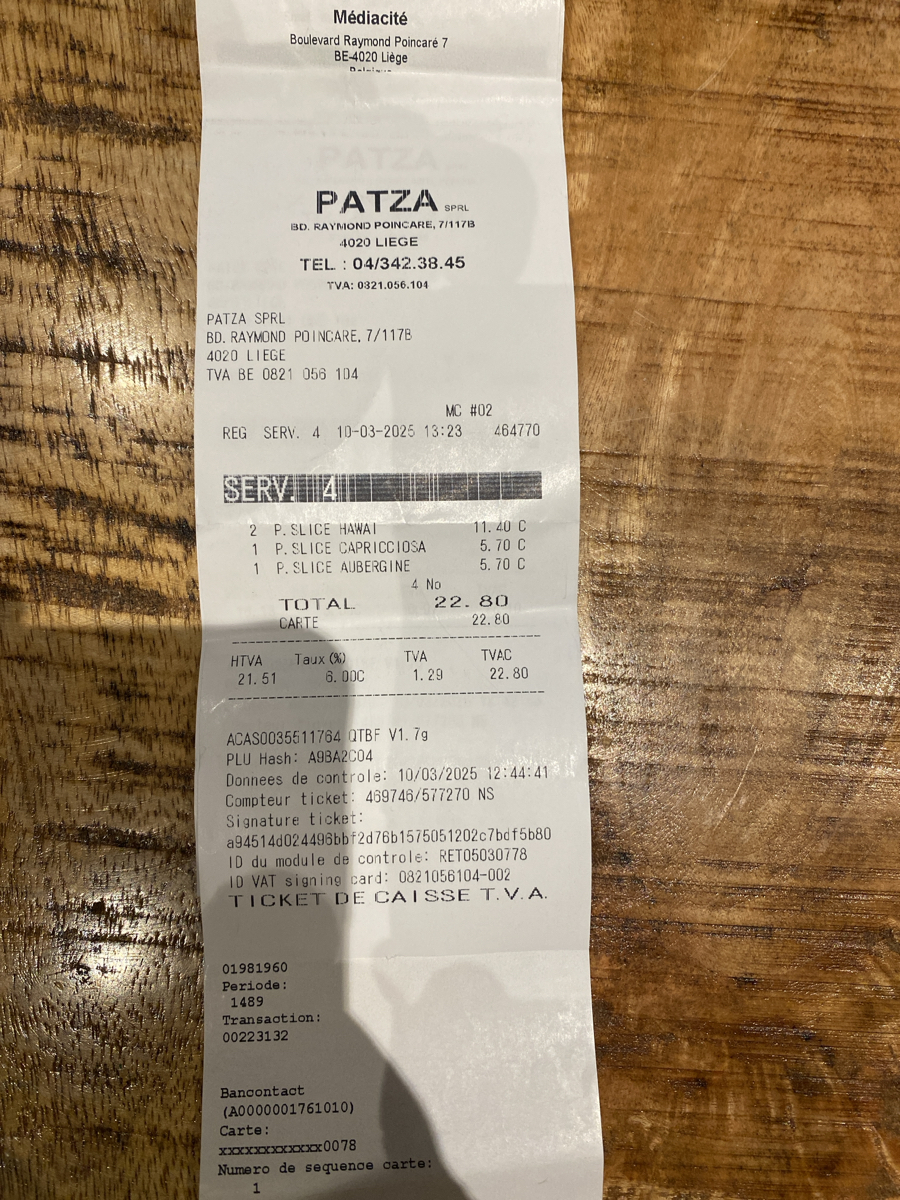 Médiacité
Boulevard Raymond Poincaré 7
BE-4020 Liège
PATZA SPRL
BD. RAYMOND POINCARE, 7/117B
4020 LIEGE
TEL. : 04/342.38.45
TVA: 0821.056.104
PATZA SPRL
BD. RAYMOND POINCARE, 7/117B
4020 LIEGE
TVA BE 0821 056 104
MC #02
REG SERV. 4 10-03-2025 13:23 464770
SERV. 4
2 P.SLICE HAWAI 11.40 C
1 P.SLICE CAPRICCIOSA 5.70 C
1 P.SLICE AUBERGINE 5.70 C
4 No
TOTAL 22.80
CARTE 22.80
HTVA Taux (%) TVA TVAC
21.51 6.00C 1.29 22.80
ACAS0035511764 QTBF V1.7g
PLU Hash: A9BA2C04
Donnees de controle: 10/03/2025 12:44:41
Compteur ticket: 469746/577270 NS
Signature ticket:
a94514d024496bbf2d76b1575051202c7bdf5b80
ID du module de controle: RET05030778
ID VAT signing card: 0821056104-002
TICKET DE CAISSE T.V.A.
01981960
Periode:
1489
Transaction:
00223132
Bancontact
(A0000001761010)
Carte:
xxxxxxxxxxxx0078
Numero de sequence carte:
1